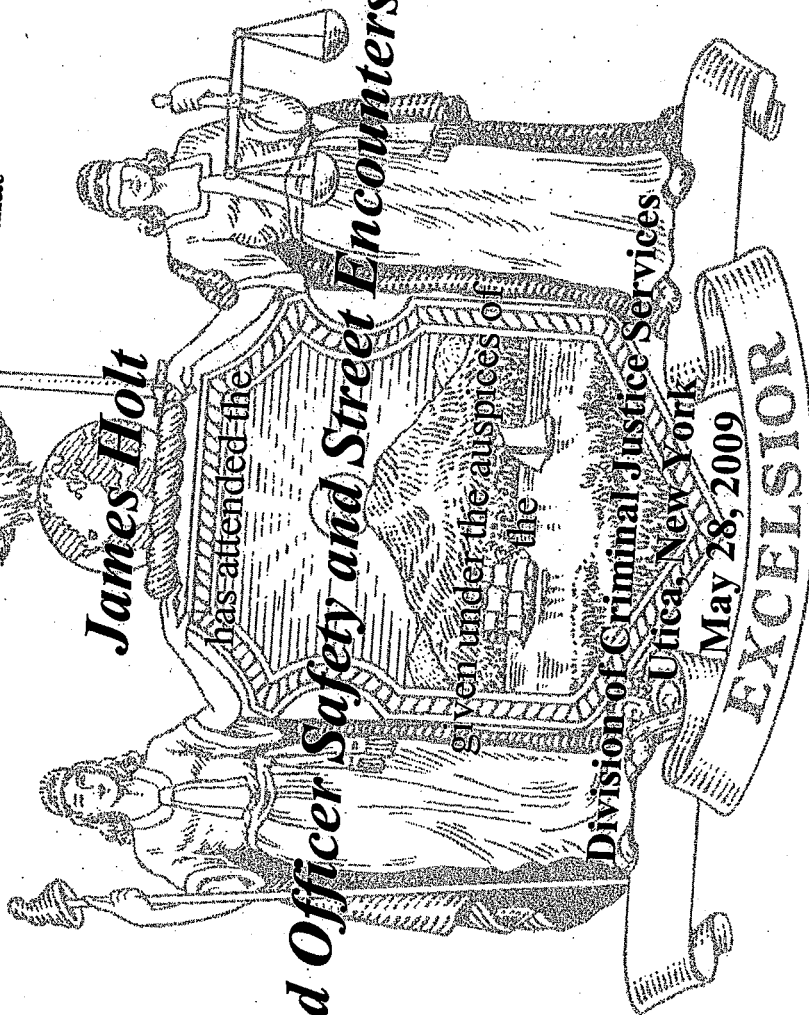 James Holt
has attended the
Officer Safety and Street Encounters
given under the auspices of
the
Division of Criminal Justice Services
Utica, New York
May 28, 2009
EXCELSIOR